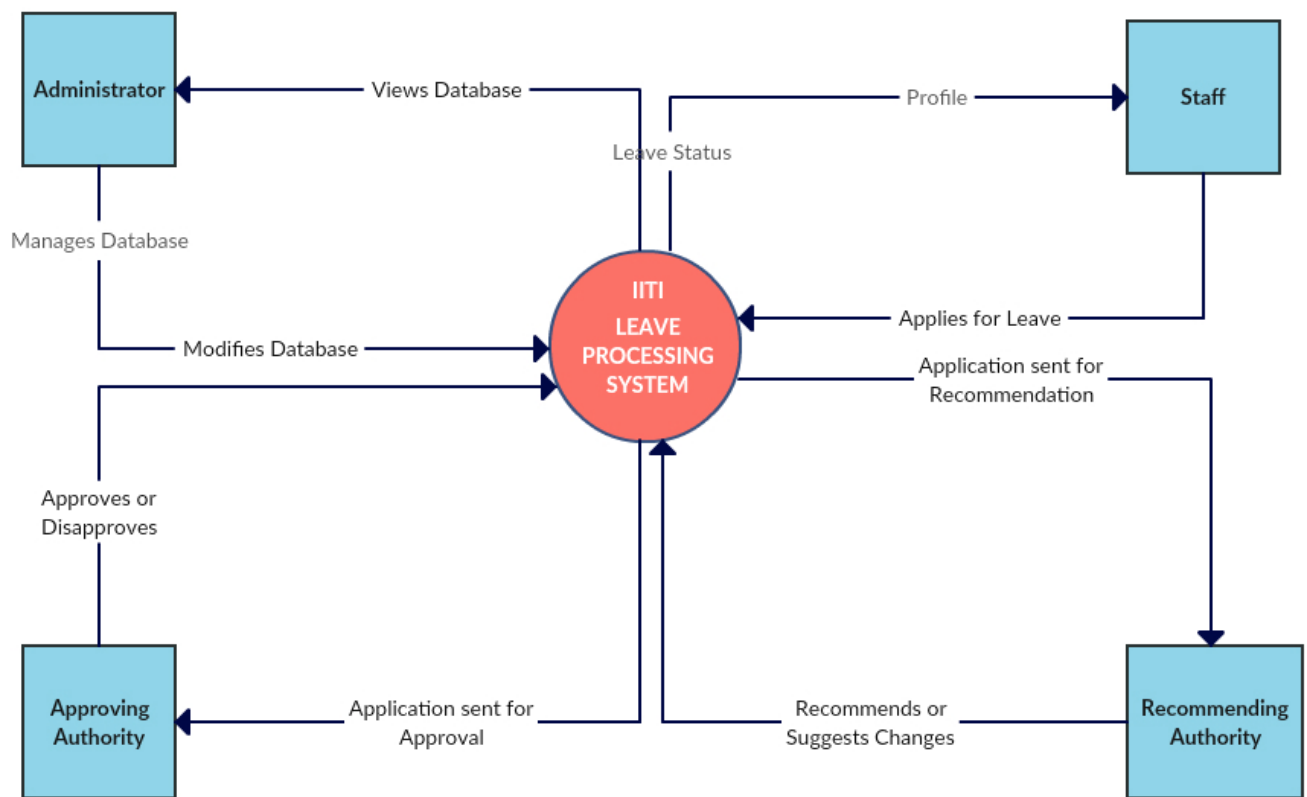 Administrator
Views Database
Profile
Staff
Leave Status
Manages Database
IITI
LEAVE
PROCESSING
SYSTEM
Applies for Leave
Modifies Database
Application sent for
Recommendation
Approves or
Disapproves
Approving
Authority
Application sent for
Approval
Recommends or
Suggests Changes
Recommending
Authority